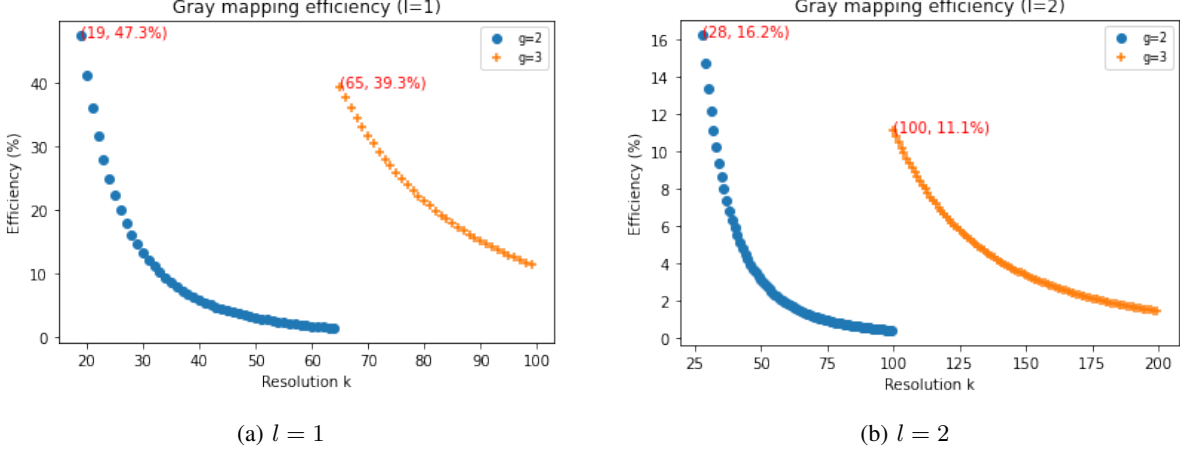 Gray mapping efficiency (l=1)
(19, 47.3%)
g=2
g=3
(65, 39.3%)
40
30
20
10
0
Efficiency (%)
20 30 40 50 60 70 80 90 100
Resolution k
(a) l = 1
Gray mapping efficiency (l=2)
(28, 16.2%)
g=2
g=3
(100, 11.1%)
16
14
12
10
8
6
4
2
0
Efficiency (%)
25 50 75 100 125 150 175 200
Resolution k
(b) l = 2